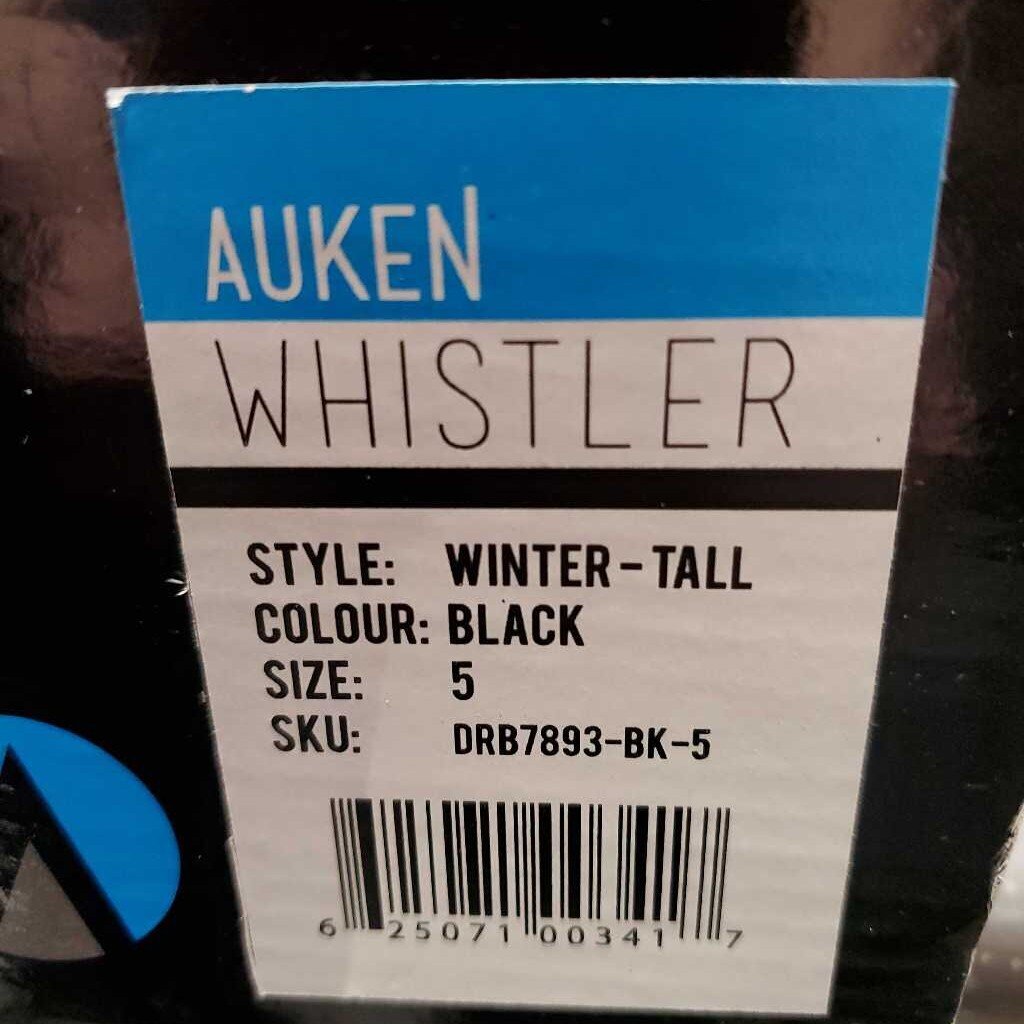 AUKEN
WHISTLER
STYLE: WINTER-TALL
COLOUR: BLACK
SIZE: 5
SKU: DRB7893-BK-5
6 25071 00341 7